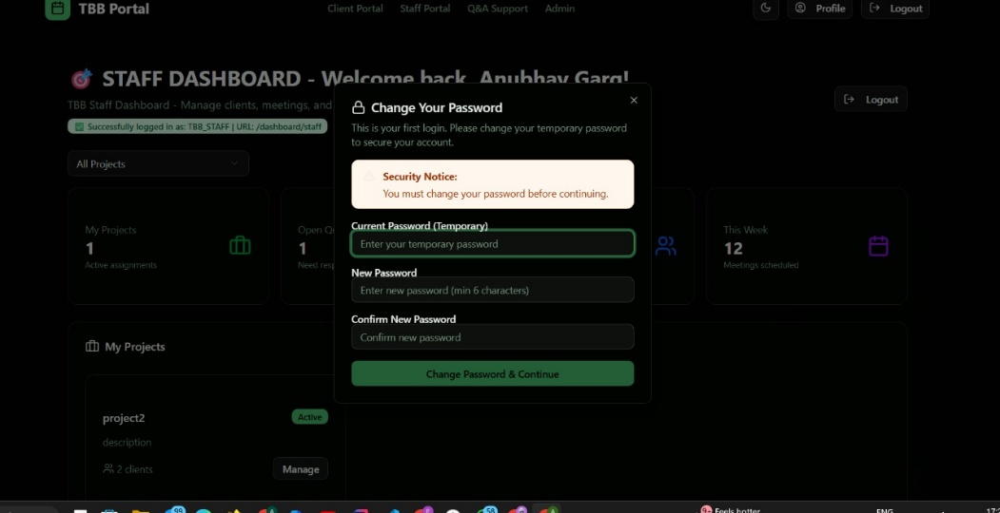 TBB Portal
Client Portal Staff Portal Q&A Support Admin
Profile Logout
STAFF DASHBOARD - Welcome back, Anubhav Garg!
TBB Staff Dashboard - Manage clients, meetings, and
Logout
Successfully logged in as: TBB_STAFF | URL: /dashboard/staff
All Projects
My Projects
1
Active assignments
Open Qu
1
Need resp
This Week
12
Meetings scheduled
My Projects
project2
Active
description
2 clients
Manage
Change Your Password
This is your first login. Please change your temporary password
to secure your account.
Security Notice:
You must change your password before continuing.
Current Password (Temporary)
Enter your temporary password
New Password
Enter new password (min 6 characters)
Confirm New Password
Confirm new password
Change Password & Continue
99
58
9+
Feels hotter
ENG